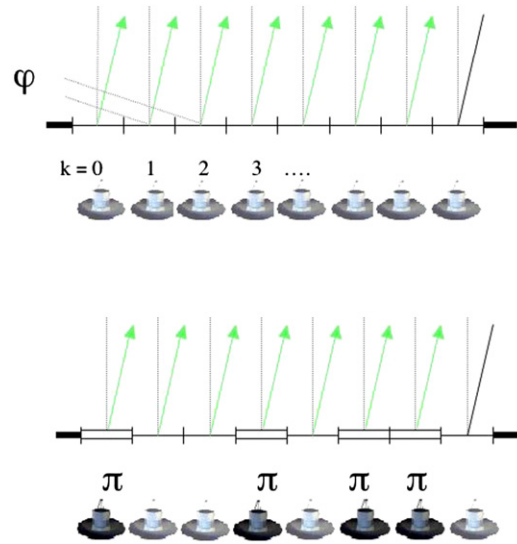 φ
k = 0 1 2 3 ....
π π π π